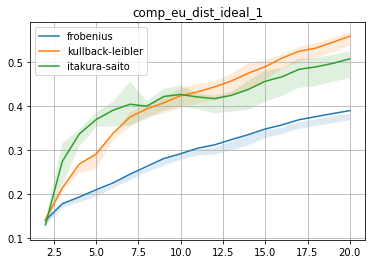 comp_eu_dist_ideal_1
frobenius
kullback-leibler
itakura-saito
0.5
0.4
0.3
0.2
0.1
2.5 5.0 7.5 10.0 12.5 15.0 17.5 20.0